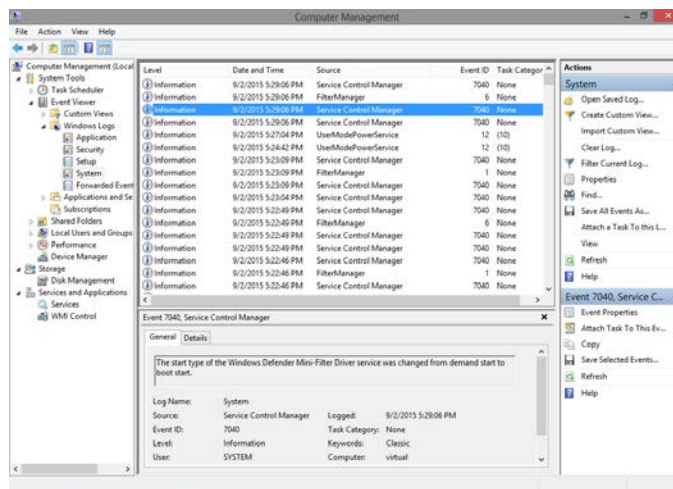 Computer Management
File Action View Help
Computer Management (Local
System Tools
Task Scheduler
Event Viewer
Custom Views
Windows Logs
Application
Security
Setup
System
Forwarded Event
Applications and Se
Subscriptions
Shared Folders
Local Users and Groups
Performance
Device Manager
Storage
Disk Management
Services and Applications
Services
WMI Control
Level Date and Time Source Event ID Task Categor
Information 9/2/2015 5:29:06 PM Service Control Manager 7040 None
Information 9/2/2015 5:29:06 PM FilterManager 6 None
Information 9/2/2015 5:29:06 PM Service Control Manager 7040 None
Information 9/2/2015 5:29:06 PM Service Control Manager 7040 None
Information 9/2/2015 5:27:04 PM UserModePowerService 12 (10)
Information 9/2/2015 5:24:42 PM UserModePowerService 12 (10)
Information 9/2/2015 5:23:09 PM Service Control Manager 7040 None
Information 9/2/2015 5:23:09 PM FilterManager 1 None
Information 9/2/2015 5:23:09 PM Service Control Manager 7040 None
Information 9/2/2015 5:23:04 PM Service Control Manager 7040 None
Information 9/2/2015 5:22:49 PM Service Control Manager 7040 None
Information 9/2/2015 5:22:49 PM FilterManager 6 None
Information 9/2/2015 5:22:49 PM Service Control Manager 7040 None
Information 9/2/2015 5:22:49 PM Service Control Manager 7040 None
Information 9/2/2015 5:22:46 PM Service Control Manager 7040 None
Information 9/2/2015 5:22:46 PM FilterManager 1 None
Information 9/2/2015 5:22:46 PM Service Control Manager 7040 None
Event 7040, Service Control Manager
General Details
The start type of the Windows Defender Mini-Filter Driver service was changed from demand start to
boot start.
Log Name: System
Source: Service Control Manager Logged: 9/2/2015 5:29:06 PM
Event ID: 7040 Task Category: None
Level: Information Keywords: Classic
User: SYSTEM Computer: virtual
Actions
System
Open Saved Log...
Create Custom View...
Import Custom View...
Clear Log...
Filter Current Log...
Properties
Find...
Save All Events As...
Attach a Task To this L...
View
Refresh
Help
Event 7040, Service C...
Event Properties
Attach Task To This Ev...
Copy
Save Selected Events...
Refresh
Help